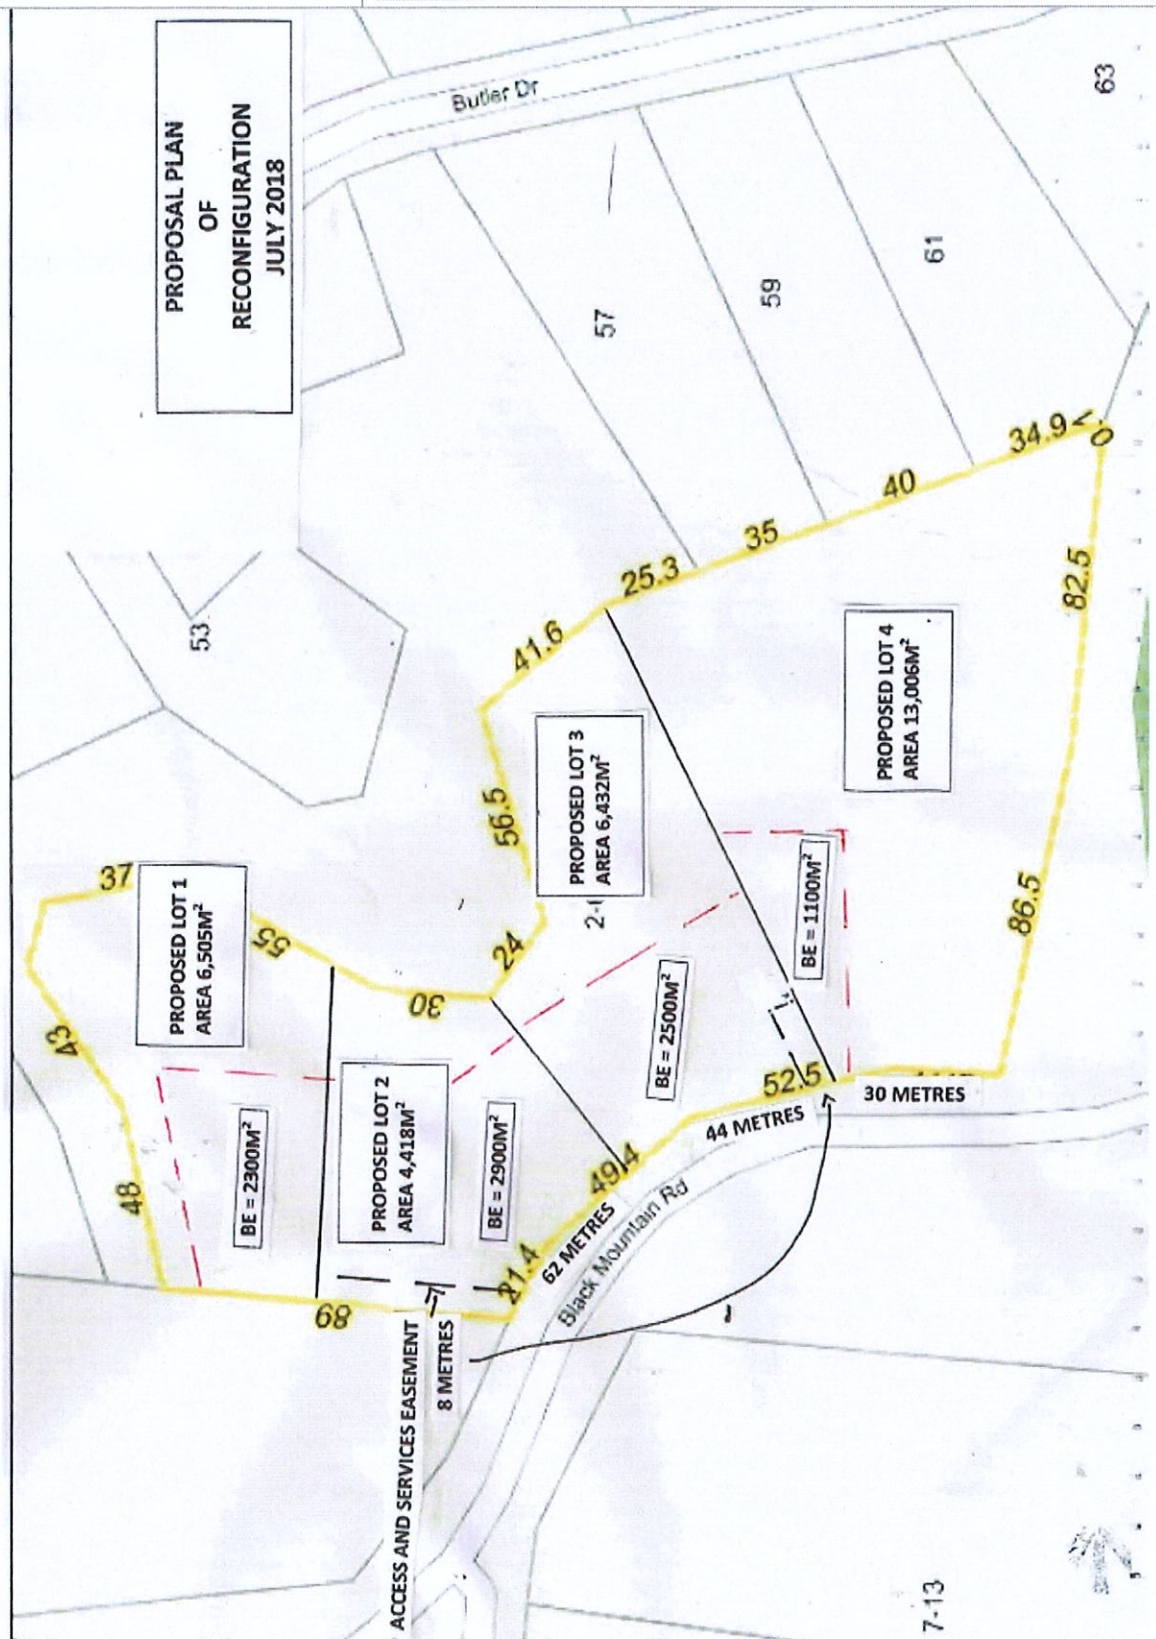 PROPOSAL PLAN
OF
RECONFIGURATION
JULY 2018
Butler Dr
63
61
59
57
53
37
43
48
55
30
24
56.5
41.6
25.3
35
40
34.9
82.5
86.5
89
21.4
49.4
52.5
PROPOSED LOT 1
AREA 6,505M²
BE = 2300M²
PROPOSED LOT 2
AREA 4,418M²
BE = 2900M²
PROPOSED LOT 3
AREA 6,432M²
BE = 2500M²
PROPOSED LOT 4
AREA 13,006M²
BE = 1100M²
62 METRES
44 METRES
30 METRES
Black Mountain Rd
ACCESS AND SERVICES EASEMENT
8 METRES
7-13